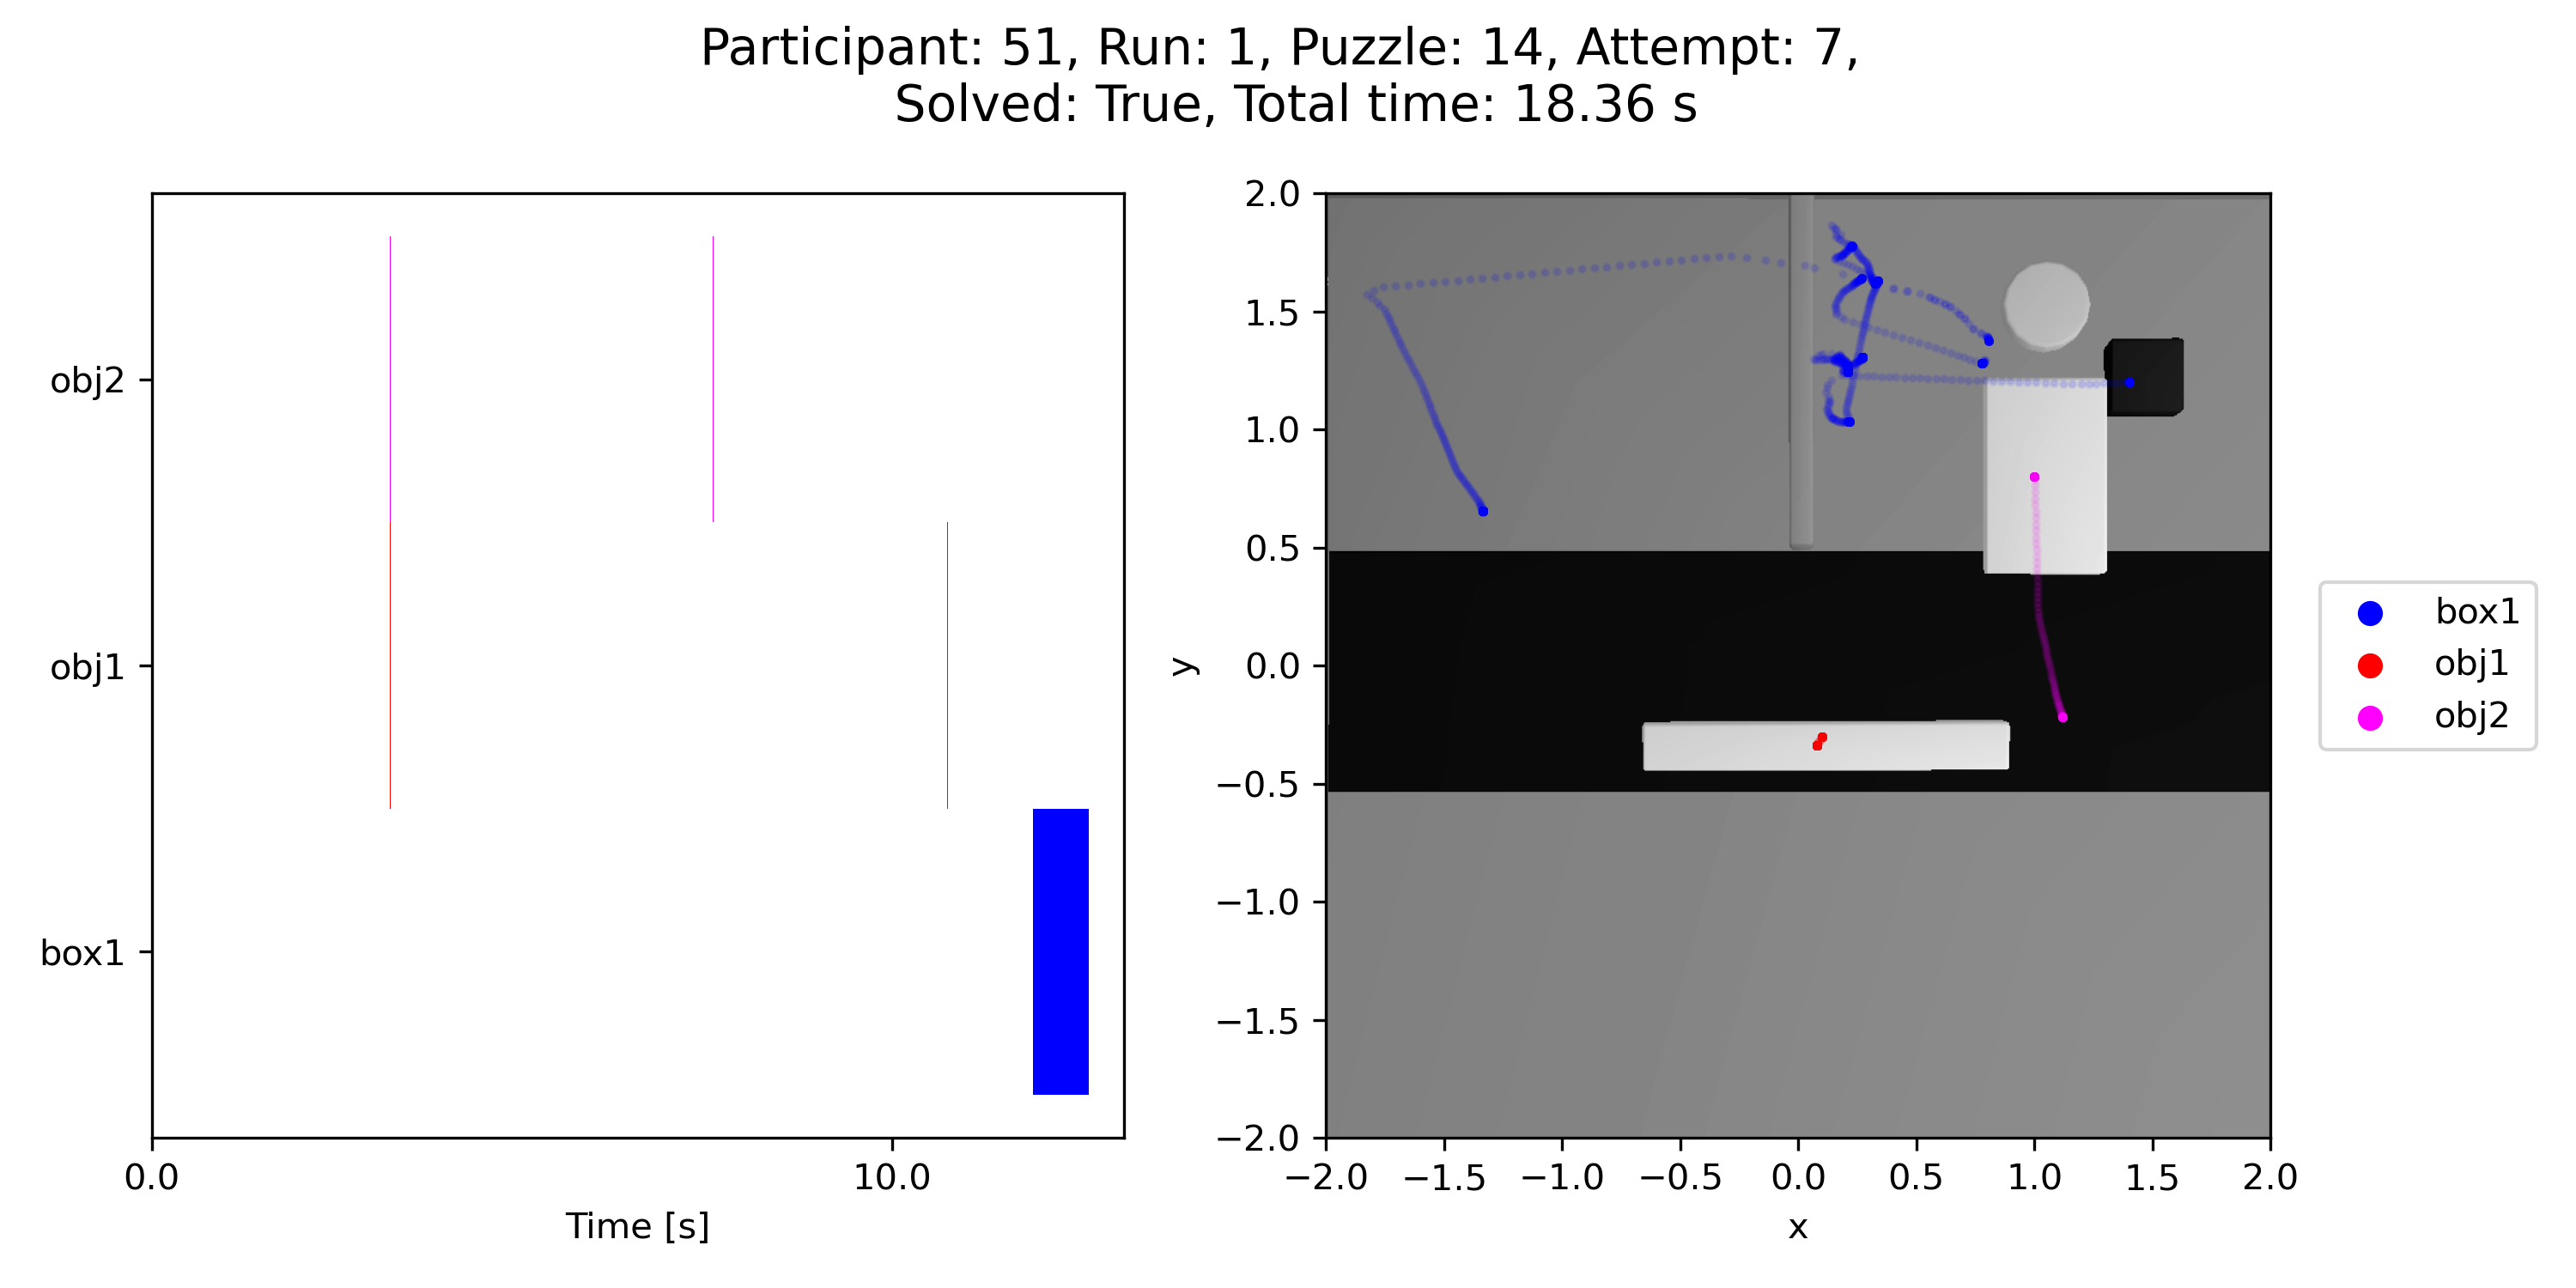 Participant: 51, Run: 1, Puzzle: 14, Attempt: 7,
Solved: True, Total time: 18.36 s
obj2
obj1
box1
0.0
10.0
Time [s]
2.0
1.5
1.0
0.5
0.0
−0.5
−1.0
−1.5
−2.0
y
−2.0
−1.5
−1.0
−0.5
0.0
0.5
1.0
1.5
2.0
x
box1
obj1
obj2